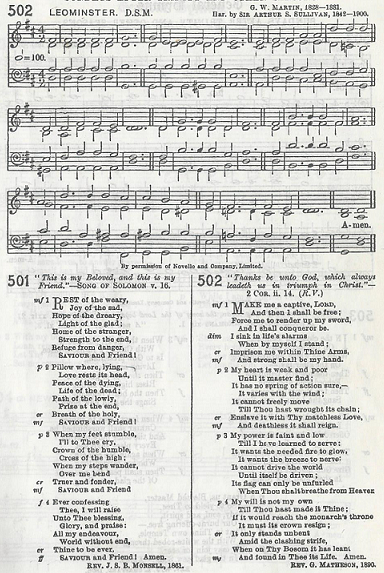 502 LEOMINSTER. D.S.M. G. W. MARTIN, 1828—1881.
Har. by SIR ARTHUR S. SULLIVAN, 1842—1900.
=100.
A-men.
By permission of Novello and Company, Limited.
501 "This is my Beloved, and this is my
Friend."—SONG OF SOLOMON v. 16.
mf 1 REST of the weary,
Joy of the sad,
Hope of the dreary,
Light of the glad;
Home of the stranger,
Strength to the end,
Refuge from danger,
SAVIOUR and Friend!
p 2 Pillow where, lying,
Love rests its head,
Peace of the dying,
Life of the dead;
Path of the lowly,
Prize at the end,
cr Breath of the holy,
mf SAVIOUR and Friend!
p 3 When my feet stumble,
I'll to Thee cry,
Crown of the humble,
Cross of the high;
When my steps wander,
Over me bend
cr Truer and fonder,
mf SAVIOUR and Friend!
f 4 Ever confessing
Thee, I will raise
Unto Thee blessing,
Glory, and praise:
All my endeavour,
World without end,
cr Thine to be ever,
ff SAVIOUR and Friend! Amen.
REV. J. S. B. MONSELL, 1861.
502 "Thanks be unto God, which always
leadeth us in triumph in Christ."—
2 COR. ii. 14. (R.V.)
mf 1 MAKE me a captive, LORD,
And then I shall be free;
Force me to render up my sword,
And I shall conqueror be.
dim I sink in life's alarms
When by myself I stand;
cr Imprison me within Thine Arms,
mf And strong shall be my hand.
p 2 My heart is weak and poor
Until it master find;
It has no spring of action sure,—
It varies with the wind;
It cannot freely move
Till Thou hast wrought its chain;
cr Enslave it with Thy matchless Love,
mf And deathless it shall reign.
p 3 My power is faint and low
Till I have learned to serve:
It wants the needed fire to glow,
It wants the breeze to nerve;
It cannot drive the world
Until itself be driven;
Its flag can only be unfurled
When Thou shalt breathe from Heaven
p 4 My will is not my own
Till Thou hast made it Thine;
If it would reach the monarch's throne
It must its crown resign;
cr It only stands unbent
Amid the clashing strife,
When on Thy Bosom it has leant
mf And found in Thee its Life. Amen.
REV. G. MATHESON, 1890.